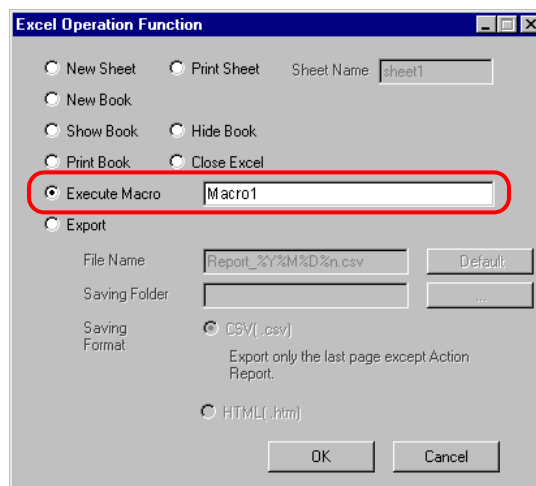 Excel Operation Function
New Sheet Print Sheet Sheet Name sheet1
New Book
Show Book Hide Book
Print Book Close Excel
Execute Macro Macro1
Export
File Name Report_%Y%M%D%n.csv Default
Saving Folder ...
Saving Format CSV( .csv)
Export only the last page except Action
Report.
HTML( .htm)
OK Cancel